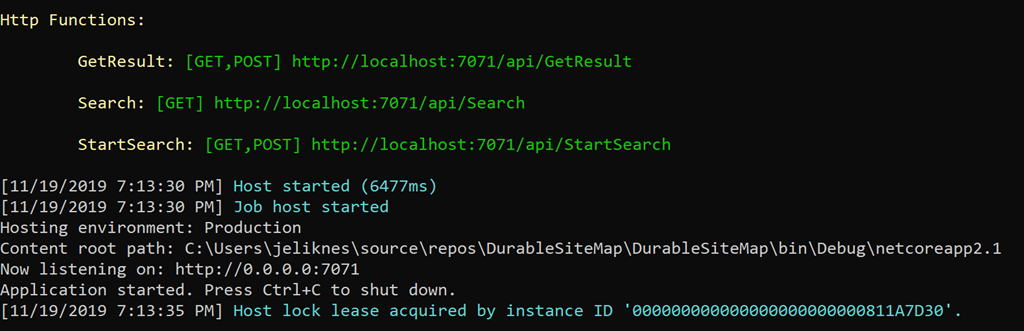 Http Functions:
GetResult: [GET,POST] http://localhost:7071/api/GetResult
Search: [GET] http://localhost:7071/api/Search
StartSearch: [GET,POST] http://localhost:7071/api/StartSearch
[11/19/2019 7:13:30 PM] Host started (6477ms)
[11/19/2019 7:13:30 PM] Job host started
Hosting environment: Production
Content root path: C:\Users\jeliknes\source\repos\DurableSiteMap\DurableSiteMap\bin\Debug\netcoreapp2.1
Now listening on: http://0.0.0.0:7071
Application started. Press Ctrl+C to shut down.
[11/19/2019 7:13:35 PM] Host lock lease acquired by instance ID '000000000000000000000000811A7D30'.